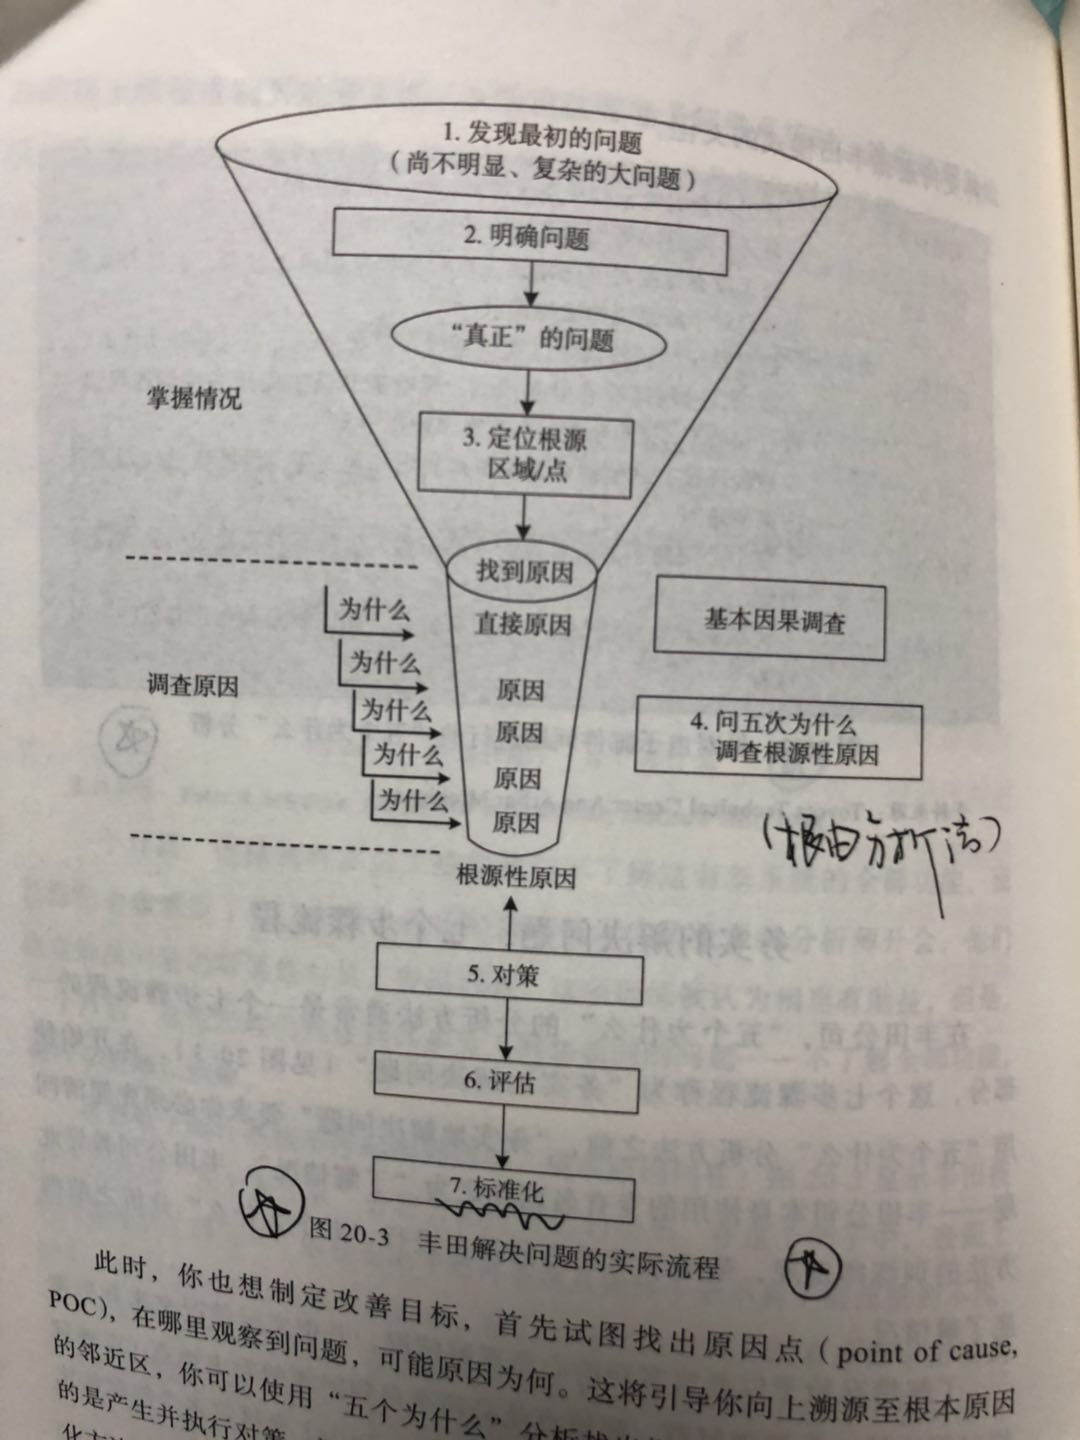 1. 发现最初的问题
（尚不明显、复杂的大问题）
2. 明确问题
“真正”的问题
3. 定位根源
区域/点
掌握情况
找到原因
为什么
直接原因
基本因果调查
为什么
原因
调查原因
为什么
原因
4. 问五次为什么
调查根源性原因
为什么
原因
为什么
原因
（根由分析法）
根源性原因
5. 对策
6. 评估
7. 标准化
图 20-3 丰田解决问题的实际流程
此时，你也想制定改善目标，首先试图找出原因点（point of cause,
POC），在哪里观察到问题，可能原因为何。这将引导你向上溯源至根本原因
的邻近区，你可以使用“五个为什么”分析找出
的是产生并执行对策